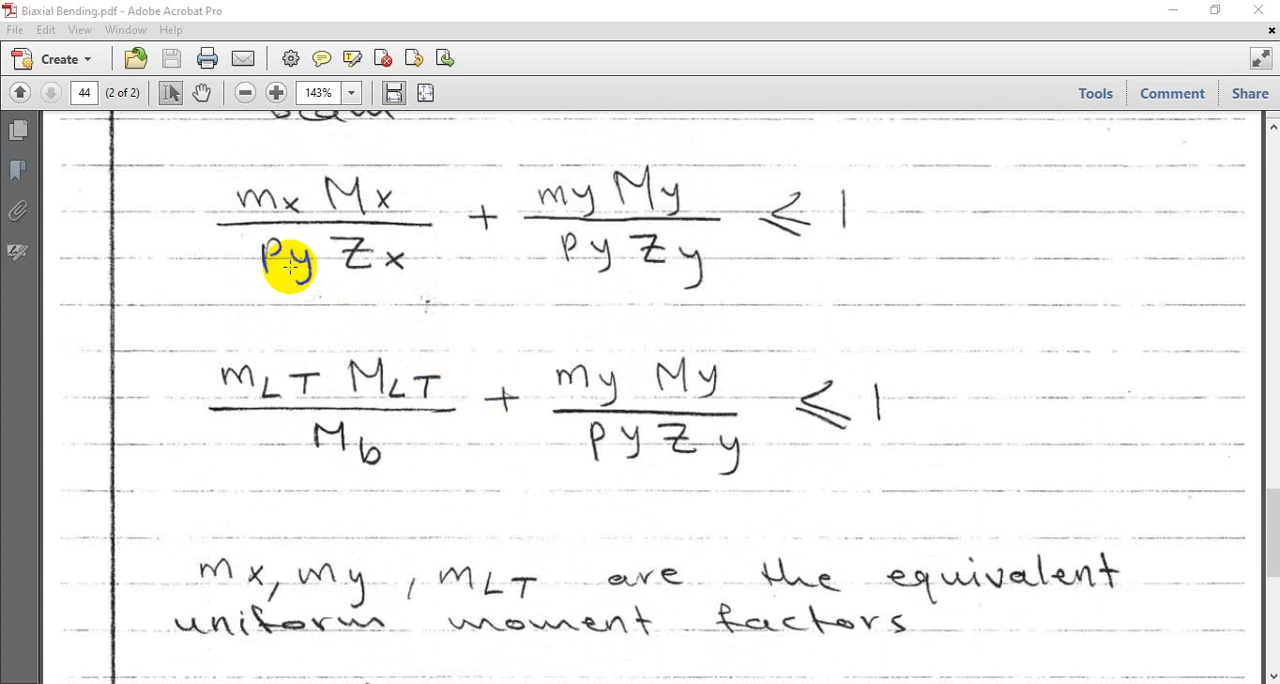 Biaxial Bending.pdf - Adobe Acrobat Pro
File Edit View Window Help
Create
44 (2 of 2) 143% Tools Comment Share
beam
mx Mx / py Zx + my My / py Zy ≤ 1
mLT MLT / Mb + my My / py Zy ≤ 1
mx, my, mLT are the equivalent
uniform moment factors